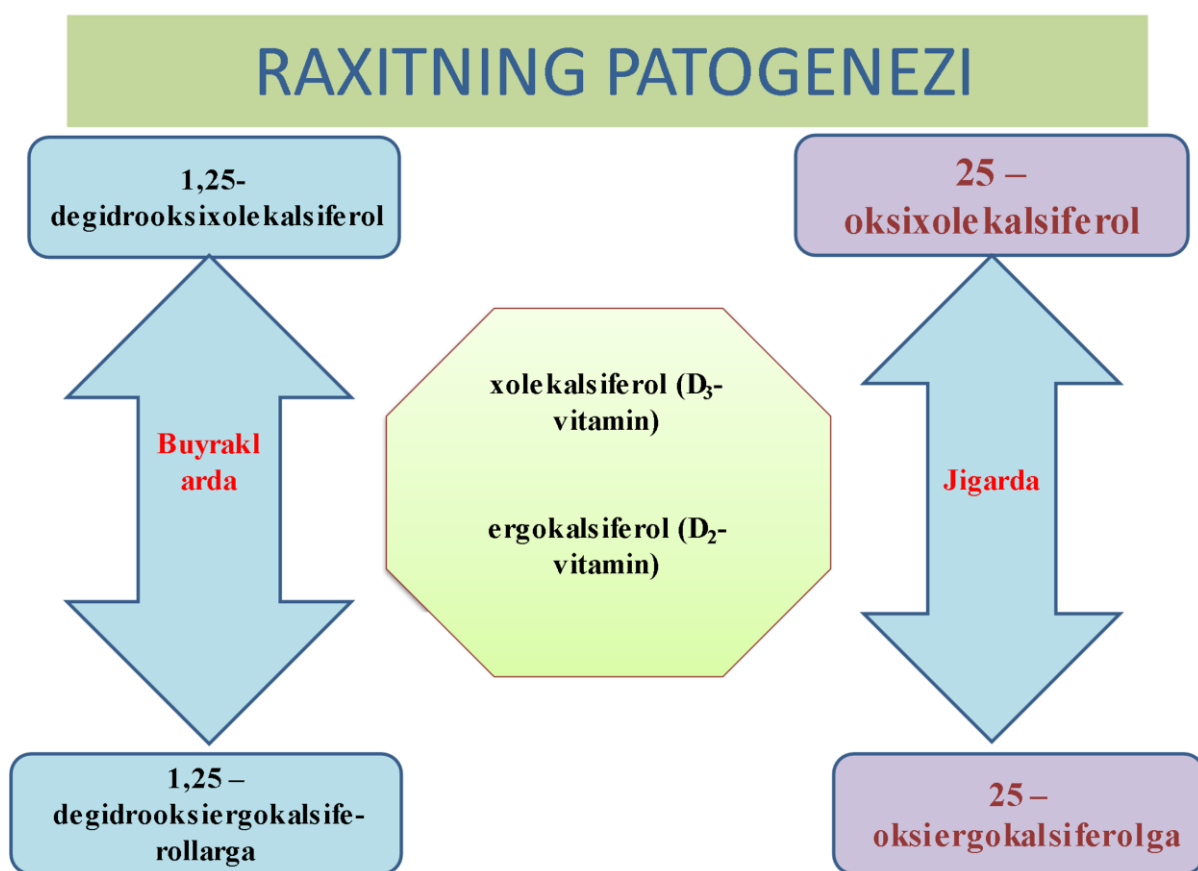 RAXITNING PATOGENEZI
1,25-
degidrooksixolekalsiferol
25 –
oksixolekalsiferol
xolekalsiferol (D₃-
vitamin)
ergokalsiferol (D₂-
vitamin)
Buyrakl
arda
Jigarda
1,25 –
degidrooksiergokalsife-
rollarga
25 –
oksiergokalsiferolga